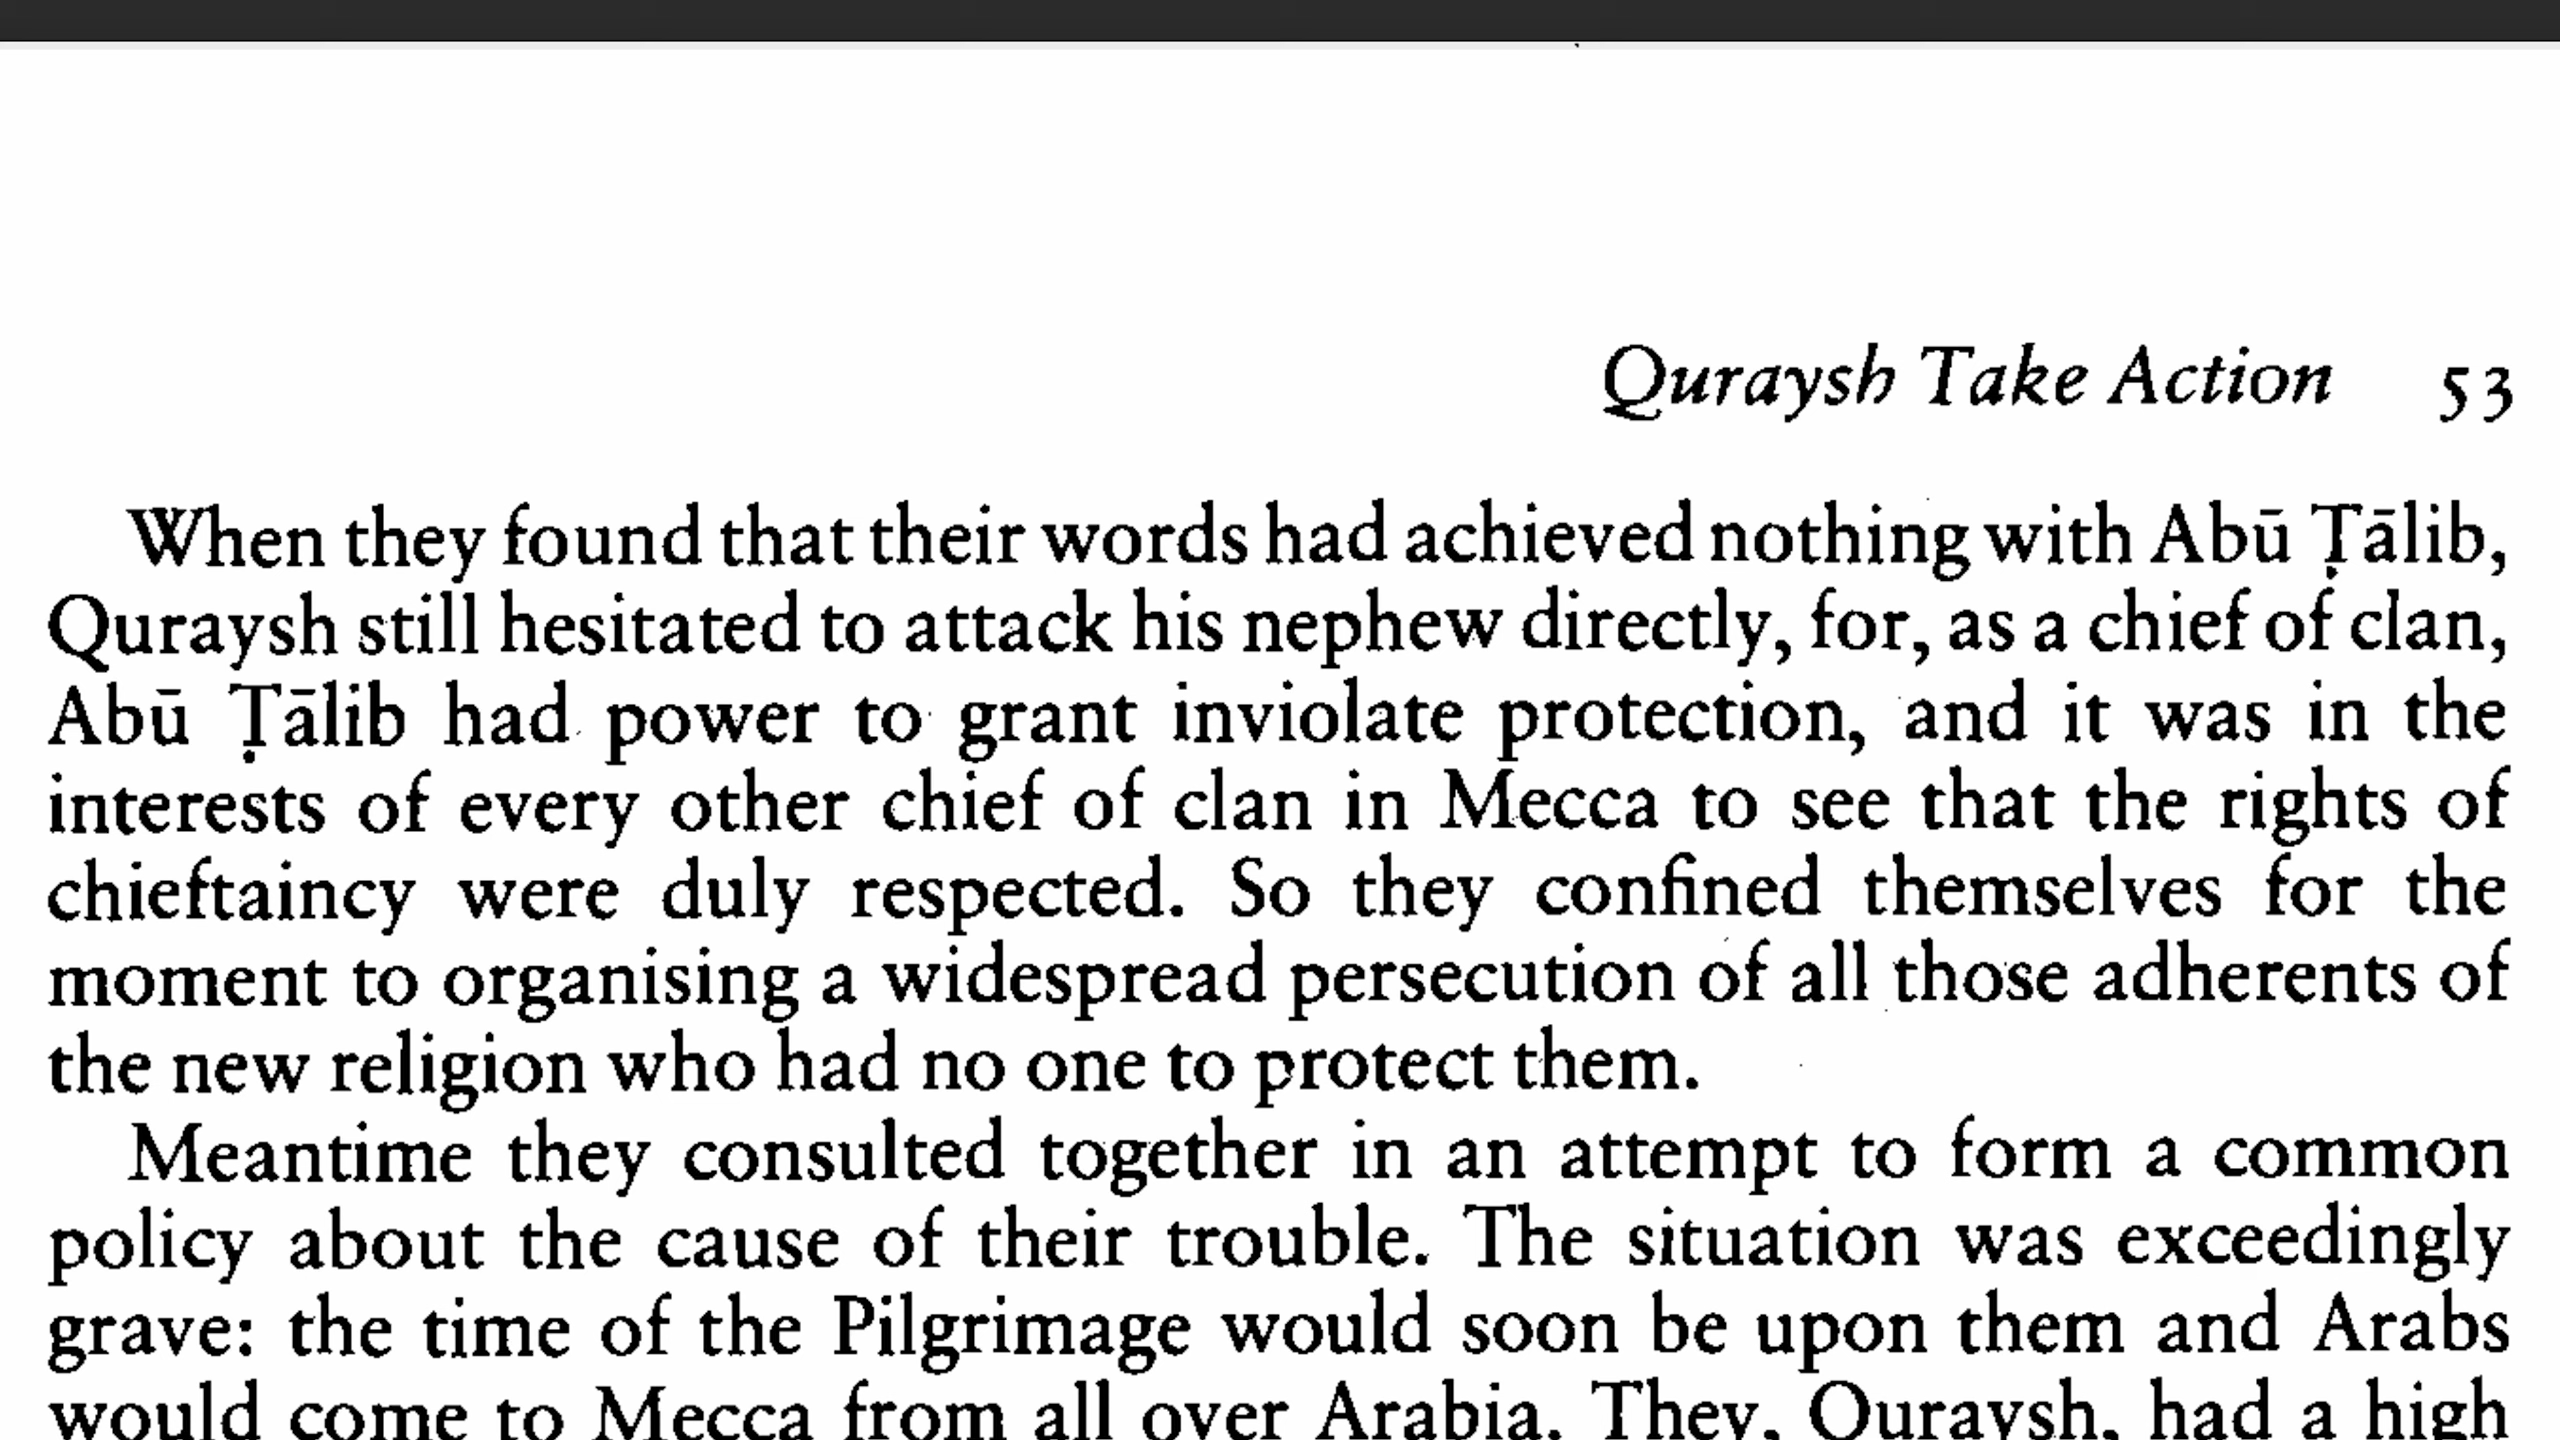 Quraysh Take Action 53
When they found that their words had achieved nothing with Abū Ṭālib,
Quraysh still hesitated to attack his nephew directly, for, as a chief of clan,
Abū Ṭālib had power to grant inviolate protection, and it was in the
interests of every other chief of clan in Mecca to see that the rights of
chieftaincy were duly respected. So they confined themselves for the
moment to organising a widespread persecution of all those adherents of
the new religion who had no one to protect them.
Meantime they consulted together in an attempt to form a common
policy about the cause of their trouble. The situation was exceedingly
grave: the time of the Pilgrimage would soon be upon them and Arabs
would come to Mecca from all over Arabia. They, Quraysh, had a high